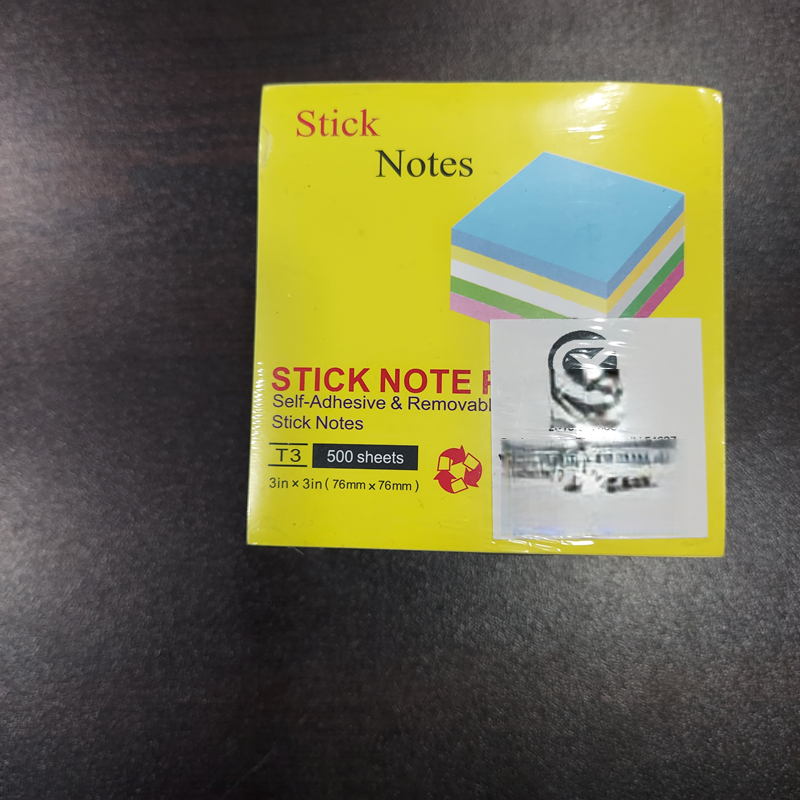 Stick
Notes
STICK NOTE
Self-Adhesive & Removabl
Stick Notes
T3
500 sheets
3in × 3in ( 76mm × 76mm )